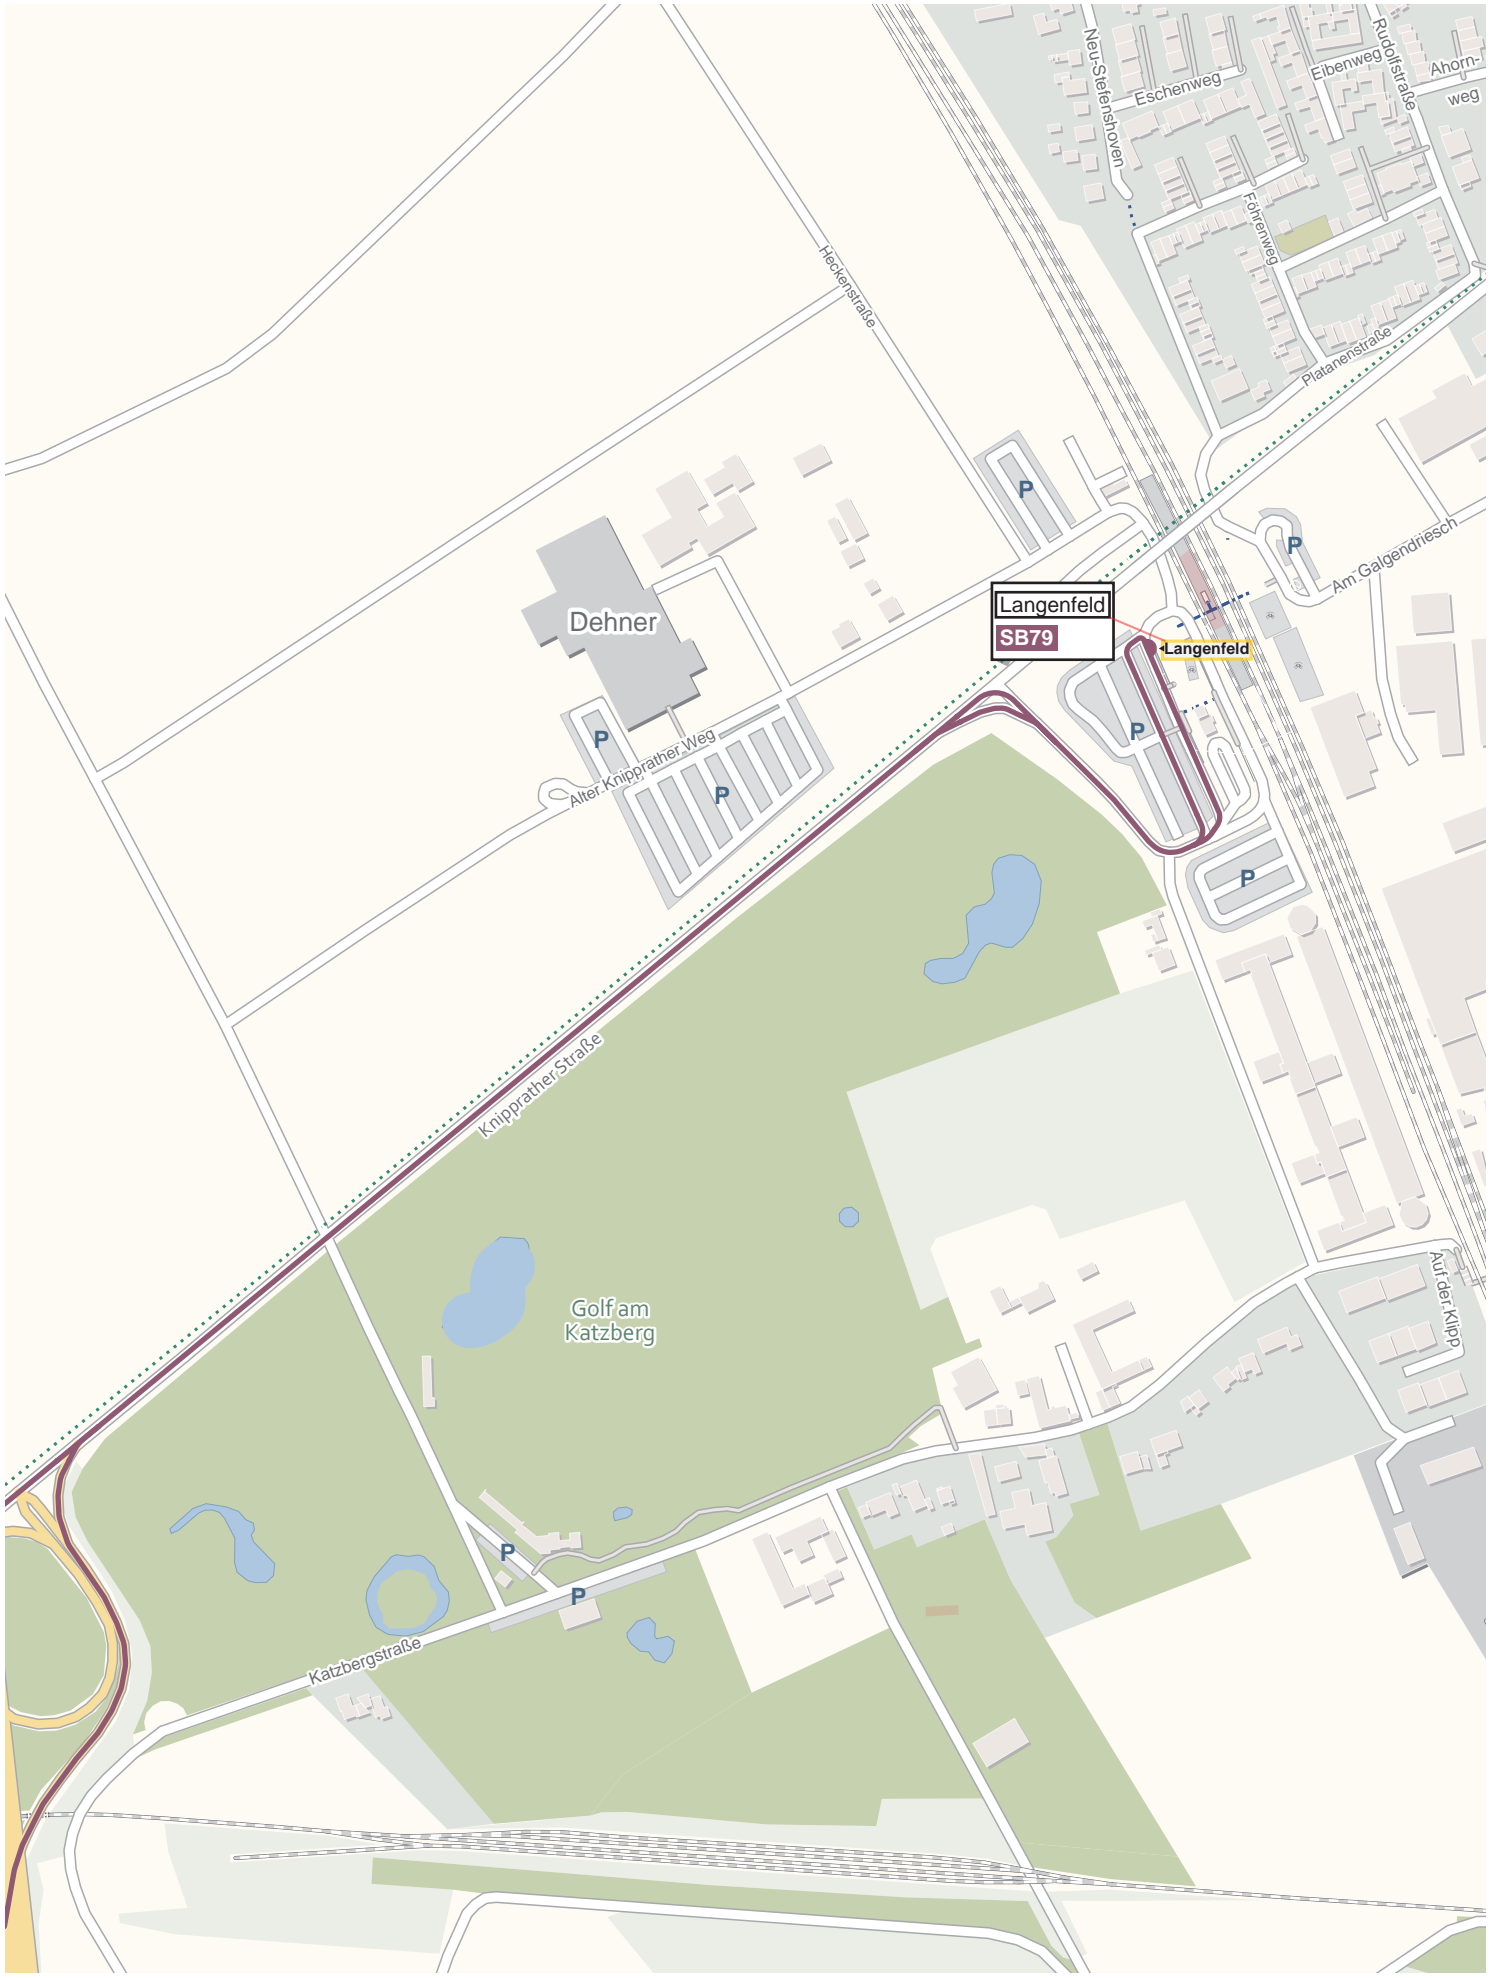 Neu-Stefenshoven
Eschenweg
Eibenweg
Rudolfstraße
Ahorn-
weg
Föhrenweg
Heckenstraße
Platanenstraße
P
P
Am Galgendriesch
Langenfeld
SB79
Langenfeld
Dehner
P
P
Alter Knipprather Weg
P
P
Knipprather Straße
Golf am
Katzberg
Auf der Klipp
P
P
Katzbergstraße